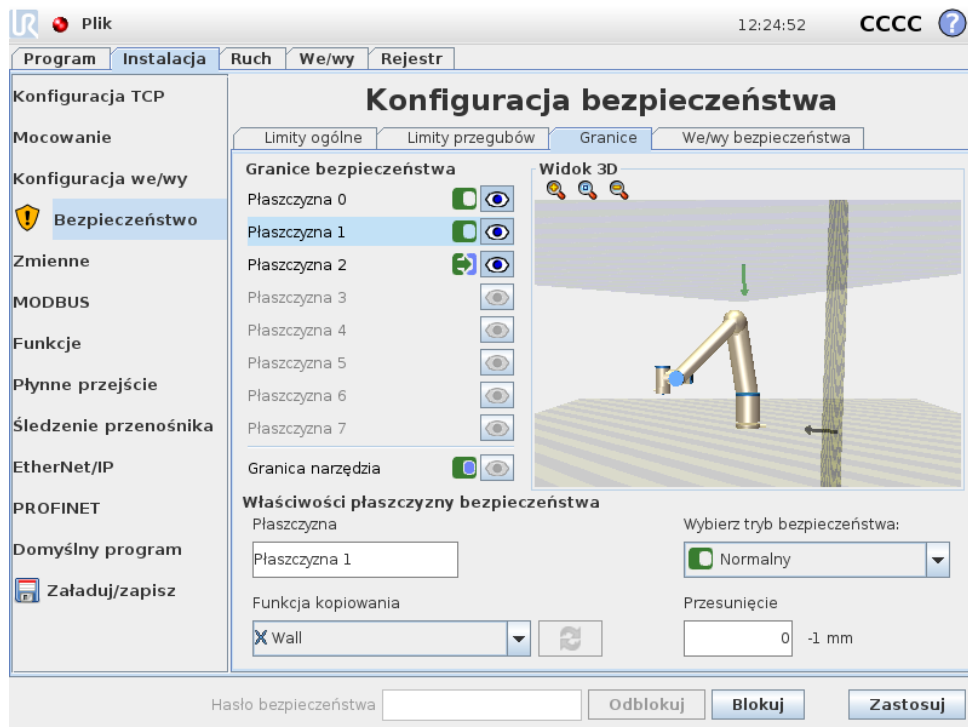 UR Plik 12:24:52 CCCC ?
Program Instalacja Ruch We/wy Rejestr
Konfiguracja TCP
Mocowanie
Konfiguracja we/wy
Bezpieczeństwo
Zmienne
MODBUS
Funkcje
Płynne przejście
Śledzenie przenośnika
EtherNet/IP
PROFINET
Domyślny program
Załaduj/zapisz
Konfiguracja bezpieczeństwa
Limity ogólne Limity przegubów Granice We/wy bezpieczeństwa
Granice bezpieczeństwa
Płaszczyzna 0
Płaszczyzna 1
Płaszczyzna 2
Płaszczyzna 3
Płaszczyzna 4
Płaszczyzna 5
Płaszczyzna 6
Płaszczyzna 7
Granica narzędzia
Widok 3D
Właściwości płaszczyzny bezpieczeństwa
Płaszczyzna
Płaszczyzna 1
Wybierz tryb bezpieczeństwa:
Normalny
Funkcja kopiowania
Wall
Przesunięcie
0 -1 mm
Hasło bezpieczeństwa Odblokuj Blokuj Zastosuj